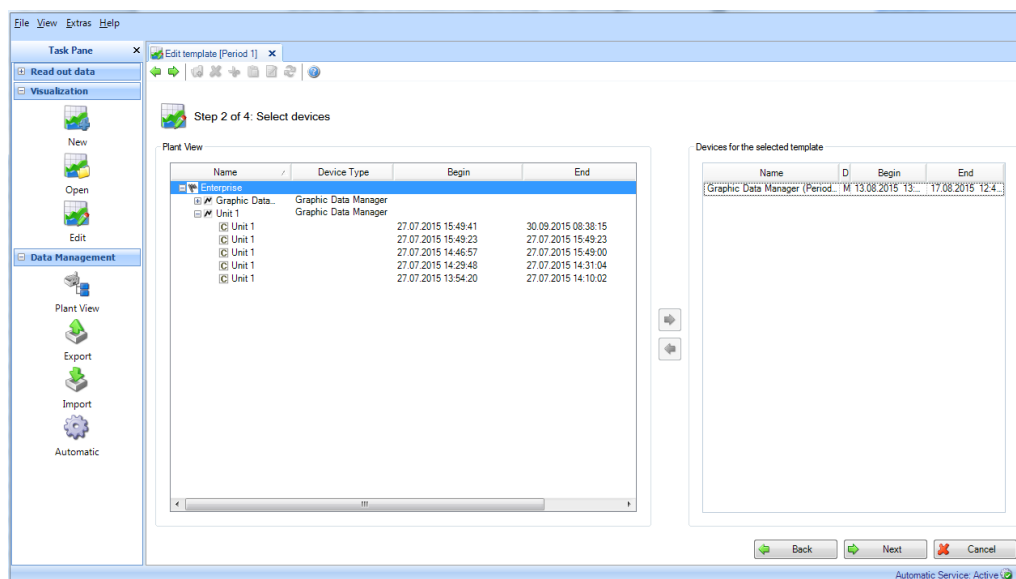 File View Extras Help
Task Pane
Edit template [Period 1]
Read out data
Visualization
New
Open
Edit
Data Management
Plant View
Export
Import
Automatic
Step 2 of 4: Select devices
Plant View
Name Device Type Begin End
Enterprise
Graphic Data... Graphic Data Manager
Unit 1 Graphic Data Manager
C Unit 1 27.07.2015 15:49:41 30.09.2015 08:38:15
C Unit 1 27.07.2015 15:49:23 27.07.2015 15:49:23
C Unit 1 27.07.2015 14:46:57 27.07.2015 15:49:00
C Unit 1 27.07.2015 14:29:48 27.07.2015 14:31:04
C Unit 1 27.07.2015 13:54:20 27.07.2015 14:10:02
Devices for the selected template
Name D Begin End
Graphic Data Manager (Period... M 13.08.2015 13:... 17.08.2015 12:4...
Back Next Cancel
Automatic Service: Active